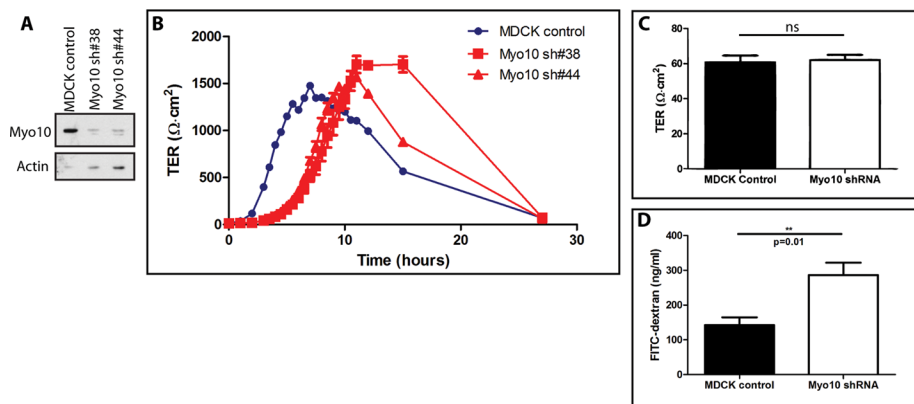 A
MDCK control
Myo10 sh#38
Myo10 sh#44
Myo10
Actin
B
MDCK control
Myo10 sh#38
Myo10 sh#44
2000
1500
1000
500
0
TER (Ω·cm²)
0
10
20
30
Time (hours)
C
ns
80
60
40
20
0
TER (Ω·cm²)
MDCK Control
Myo10 shRNA
D
**
p=0.01
400
300
200
100
0
FITC-dextran (ng/ml)
MDCK control
Myo10 shRNA